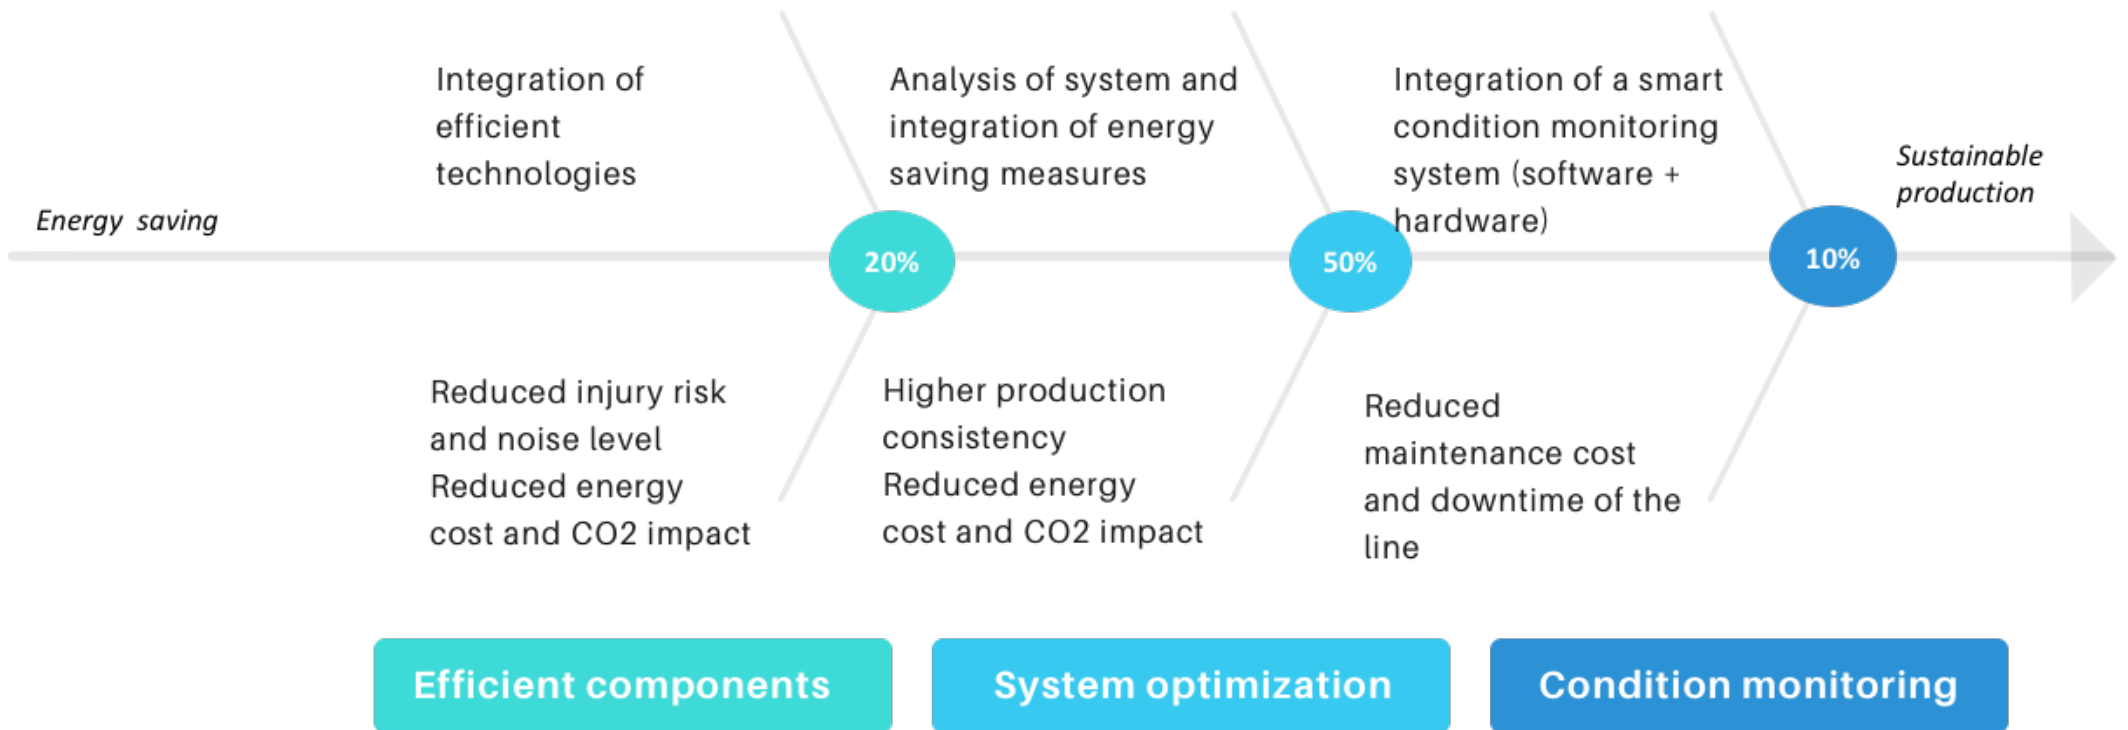 Integration of
efficient
technologies
Analysis of system and
integration of energy
saving measures
Integration of a smart
condition monitoring
system (software +
hardware)
Energy saving
Sustainable
production
20%
50%
10%
Reduced injury risk
and noise level
Reduced energy
cost and CO2 impact
Higher production
consistency
Reduced energy
cost and CO2 impact
Reduced
maintenance cost
and downtime of the
line
Efficient components
System optimization
Condition monitoring